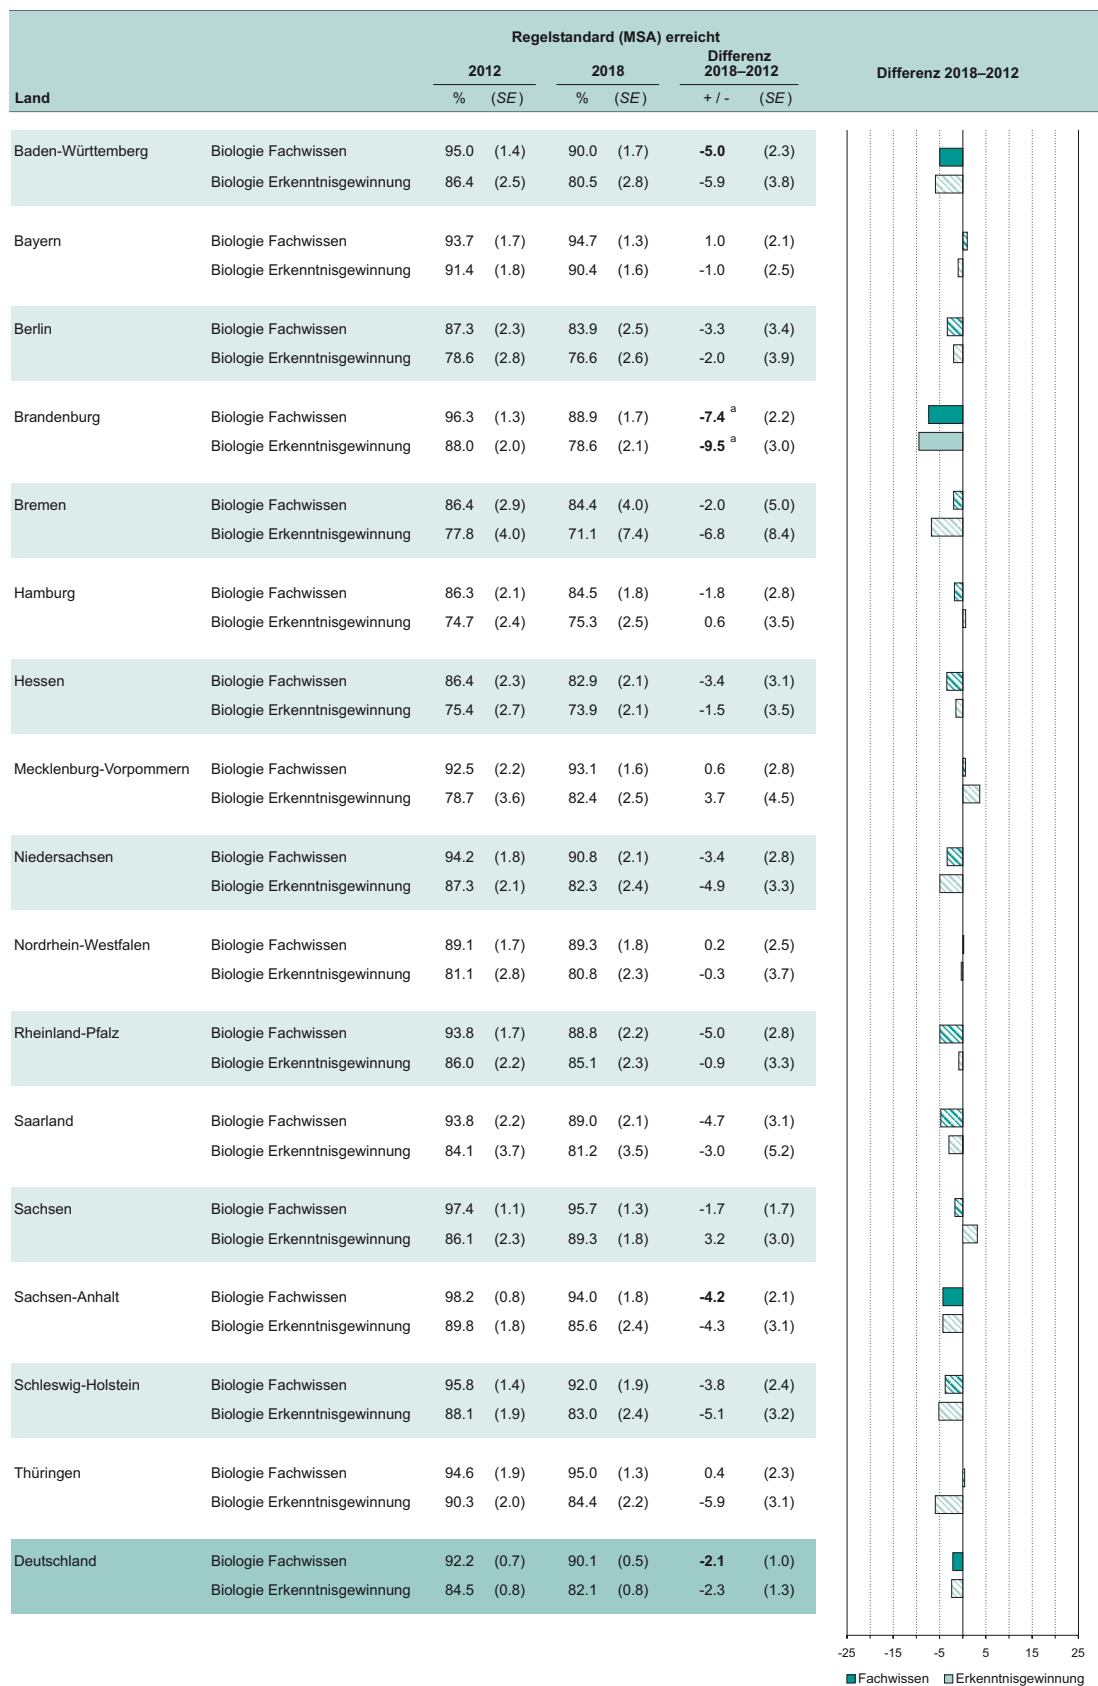 Regelstandard (MSA) erreicht
2012 2018 Differenz 2018–2012 Differenz 2018–2012
Land % (SE) % (SE) + / - (SE)
Baden-Württemberg Biologie Fachwissen 95.0 (1.4) 90.0 (1.7) -5.0 (2.3)
Biologie Erkenntnisgewinnung 86.4 (2.5) 80.5 (2.8) -5.9 (3.8)
Bayern Biologie Fachwissen 93.7 (1.7) 94.7 (1.3) 1.0 (2.1)
Biologie Erkenntnisgewinnung 91.4 (1.8) 90.4 (1.6) -1.0 (2.5)
Berlin Biologie Fachwissen 87.3 (2.3) 83.9 (2.5) -3.3 (3.4)
Biologie Erkenntnisgewinnung 78.6 (2.8) 76.6 (2.6) -2.0 (3.9)
Brandenburg Biologie Fachwissen 96.3 (1.3) 88.9 (1.7) -7.4 a (2.2)
Biologie Erkenntnisgewinnung 88.0 (2.0) 78.6 (2.1) -9.5 a (3.0)
Bremen Biologie Fachwissen 86.4 (2.9) 84.4 (4.0) -2.0 (5.0)
Biologie Erkenntnisgewinnung 77.8 (4.0) 71.1 (7.4) -6.8 (8.4)
Hamburg Biologie Fachwissen 86.3 (2.1) 84.5 (1.8) -1.8 (2.8)
Biologie Erkenntnisgewinnung 74.7 (2.4) 75.3 (2.5) 0.6 (3.5)
Hessen Biologie Fachwissen 86.4 (2.3) 82.9 (2.1) -3.4 (3.1)
Biologie Erkenntnisgewinnung 75.4 (2.7) 73.9 (2.1) -1.5 (3.5)
Mecklenburg-Vorpommern Biologie Fachwissen 92.5 (2.2) 93.1 (1.6) 0.6 (2.8)
Biologie Erkenntnisgewinnung 78.7 (3.6) 82.4 (2.5) 3.7 (4.5)
Niedersachsen Biologie Fachwissen 94.2 (1.8) 90.8 (2.1) -3.4 (2.8)
Biologie Erkenntnisgewinnung 87.3 (2.1) 82.3 (2.4) -4.9 (3.3)
Nordrhein-Westfalen Biologie Fachwissen 89.1 (1.7) 89.3 (1.8) 0.2 (2.5)
Biologie Erkenntnisgewinnung 81.1 (2.8) 80.8 (2.3) -0.3 (3.7)
Rheinland-Pfalz Biologie Fachwissen 93.8 (1.7) 88.8 (2.2) -5.0 (2.8)
Biologie Erkenntnisgewinnung 86.0 (2.2) 85.1 (2.3) -0.9 (3.3)
Saarland Biologie Fachwissen 93.8 (2.2) 89.0 (2.1) -4.7 (3.1)
Biologie Erkenntnisgewinnung 84.1 (3.7) 81.2 (3.5) -3.0 (5.2)
Sachsen Biologie Fachwissen 97.4 (1.1) 95.7 (1.3) -1.7 (1.7)
Biologie Erkenntnisgewinnung 86.1 (2.3) 89.3 (1.8) 3.2 (3.0)
Sachsen-Anhalt Biologie Fachwissen 98.2 (0.8) 94.0 (1.8) -4.2 (2.1)
Biologie Erkenntnisgewinnung 89.8 (1.8) 85.6 (2.4) -4.3 (3.1)
Schleswig-Holstein Biologie Fachwissen 95.8 (1.4) 92.0 (1.9) -3.8 (2.4)
Biologie Erkenntnisgewinnung 88.1 (1.9) 83.0 (2.4) -5.1 (3.2)
Thüringen Biologie Fachwissen 94.6 (1.9) 95.0 (1.3) 0.4 (2.3)
Biologie Erkenntnisgewinnung 90.3 (2.0) 84.4 (2.2) -5.9 (3.1)
Deutschland Biologie Fachwissen 92.2 (0.7) 90.1 (0.5) -2.1 (1.0)
Biologie Erkenntnisgewinnung 84.5 (0.8) 82.1 (0.8) -2.3 (1.3)
-25 -15 -5 5 15 25
Fachwissen Erkenntnisgewinnung